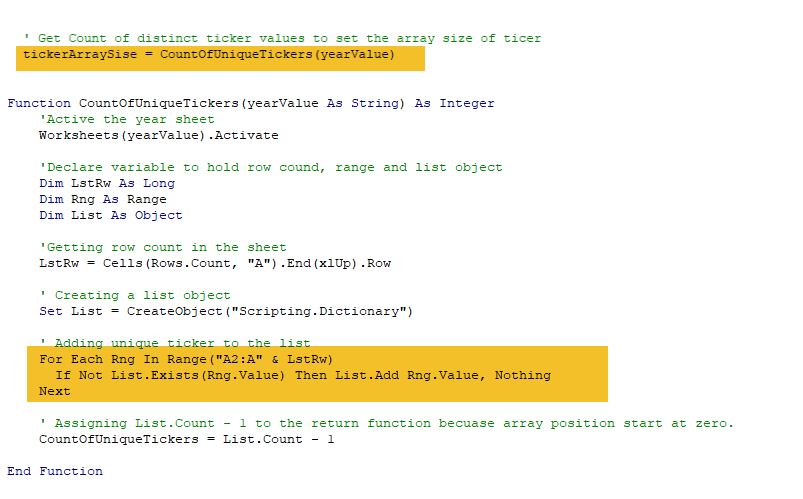 ' Get Count of distinct ticker values to set the array size of ticer
tickerArraySise = CountOfUniqueTickers(yearValue)
Function CountOfUniqueTickers(yearValue As String) As Integer
'Active the year sheet
Worksheets(yearValue).Activate
'Declare variable to hold row cound, range and list object
Dim LstRw As Long
Dim Rng As Range
Dim List As Object
'Getting row count in the sheet
LstRw = Cells(Rows.Count, "A").End(xlUp).Row
' Creating a list object
Set List = CreateObject("Scripting.Dictionary")
' Adding unique ticker to the list
For Each Rng In Range("A2:A" & LstRw)
If Not List.Exists(Rng.Value) Then List.Add Rng.Value, Nothing
Next
' Assigning List.Count - 1 to the return function becuase array position start at zero.
CountOfUniqueTickers = List.Count - 1
End Function